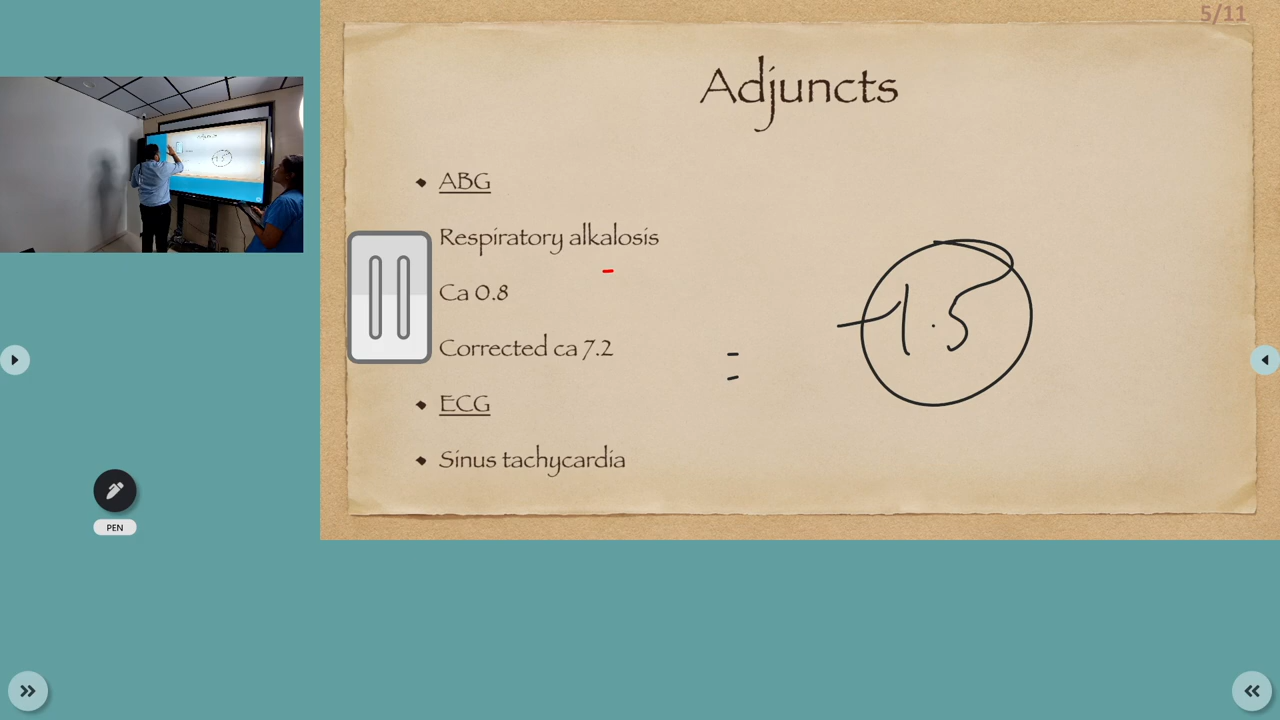 5/11
Adjuncts
ABG
Respiratory alkalosis
Ca 0.8
Corrected ca 7.2
=
1.5
ECG
Sinus tachycardia
PEN